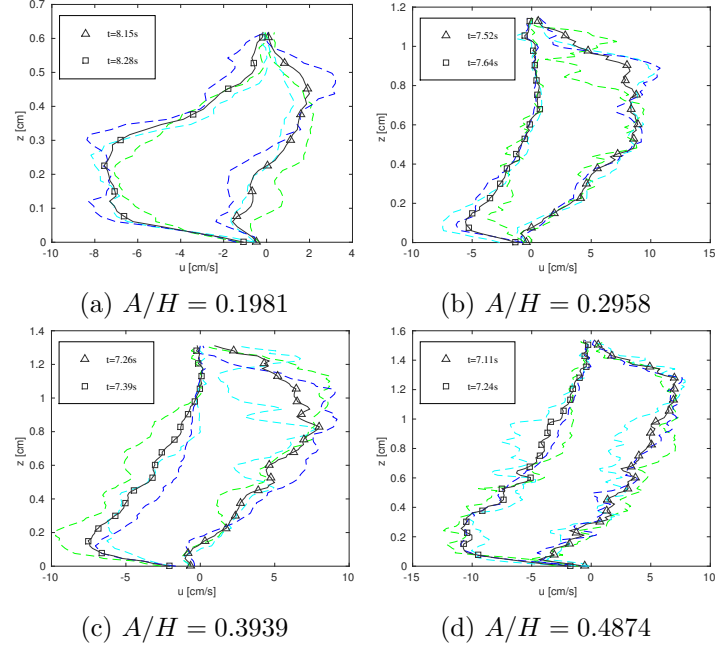 0.7
0.6
0.5
0.4
0.3
0.2
0.1
0
z [cm]
t=8.15s
t=8.28s
-10 -8 -6 -4 -2 0 2 4
u [cm/s]
(a) A/H = 0.1981
1.2
1
0.8
0.6
0.4
0.2
0
z [cm]
t=7.52s
t=7.64s
-10 -5 0 5 10 15
u [cm/s]
(b) A/H = 0.2958
1.4
1.2
1
0.8
0.6
0.4
0.2
0
z [cm]
t=7.26s
t=7.39s
-10 -5 0 5 10
u [cm/s]
(c) A/H = 0.3939
1.6
1.4
1.2
1
0.8
0.6
0.4
0.2
0
z [cm]
t=7.11s
t=7.24s
-15 -10 -5 0 5 10
u [cm/s]
(d) A/H = 0.4874